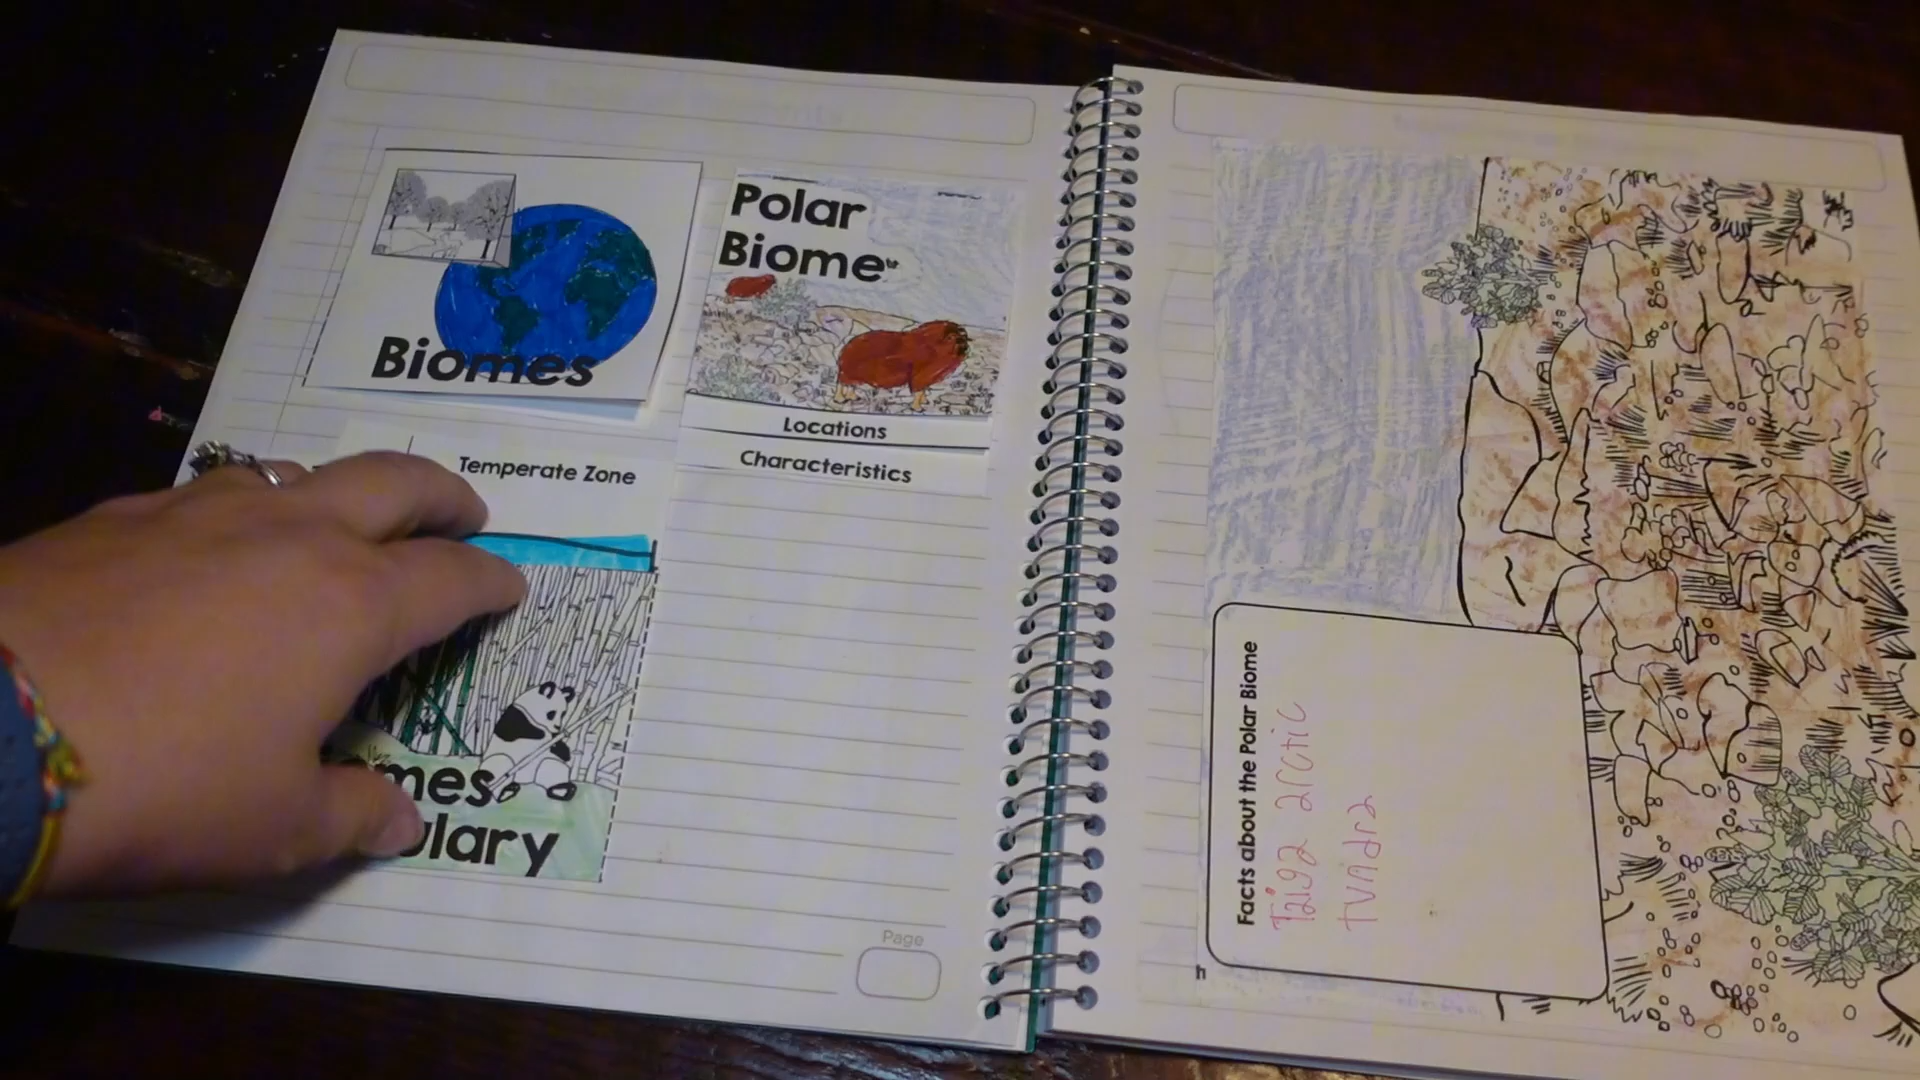 Biomes
Polar
Biome
Locations
Characteristics
Temperate Zone
mes
ulary
Page
Facts about the Polar Biome
Taiga arctic
tundra